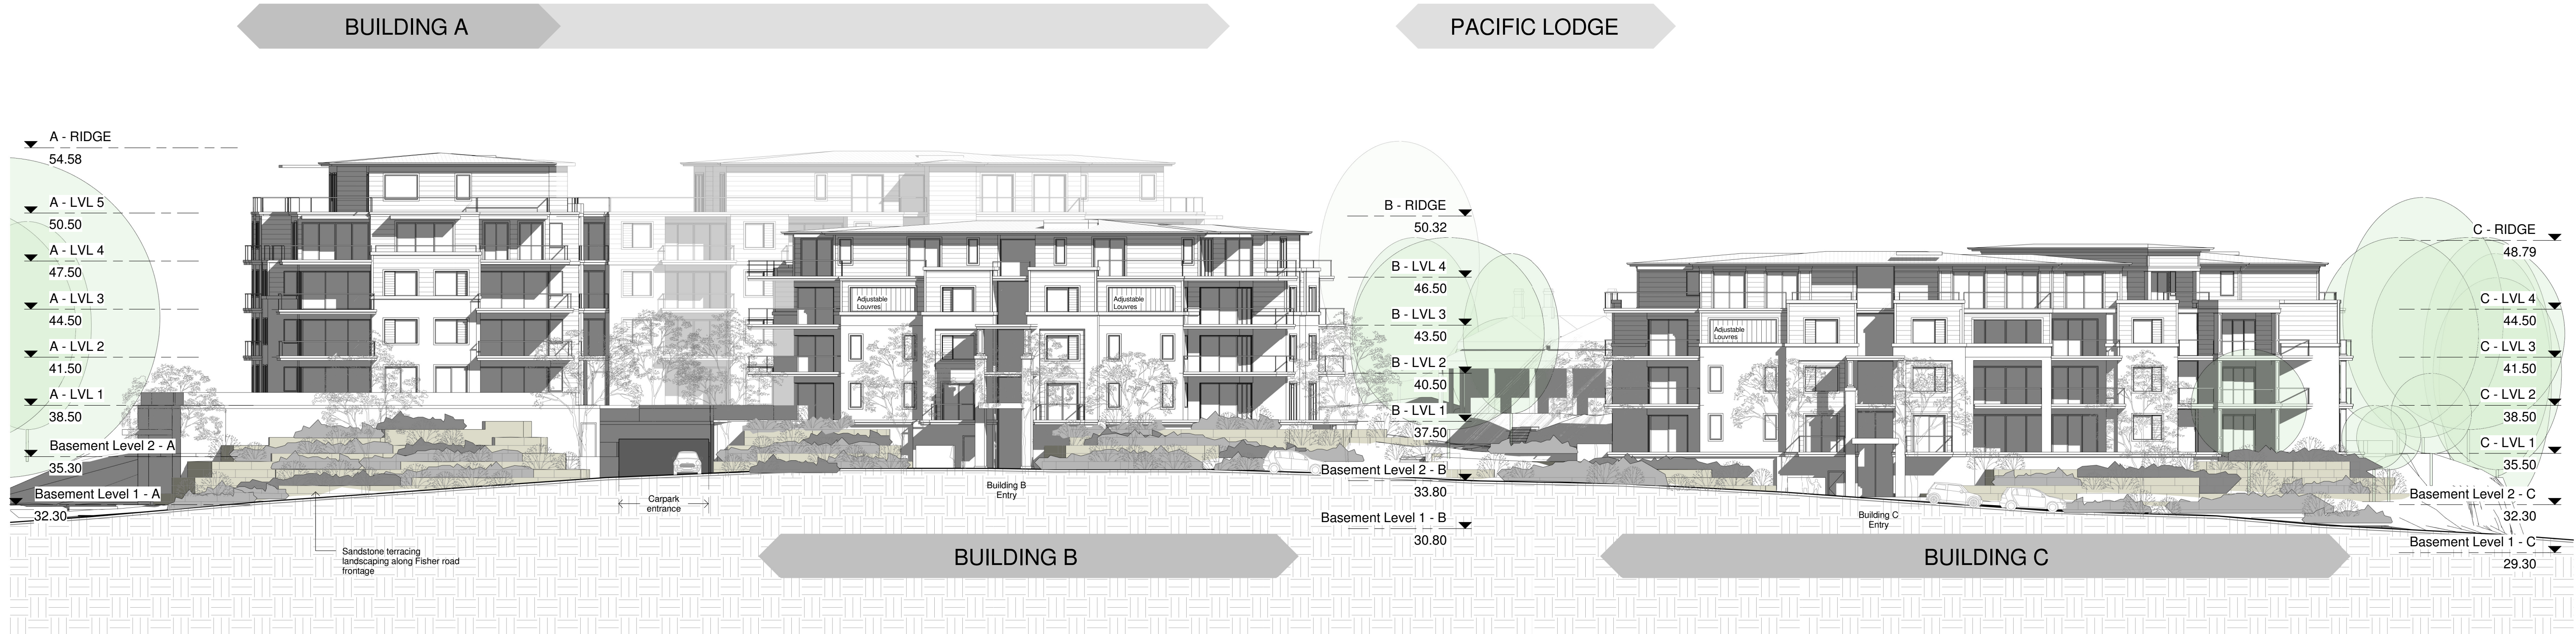 BUILDING A
PACIFIC LODGE
A - RIDGE
54.58
A - LVL 5
50.50
A - LVL 4
47.50
A - LVL 3
44.50
A - LVL 2
41.50
A - LVL 1
38.50
Basement Level 2 - A
35.30
Basement Level 1 - A
32.30
Adjustable
Louvres
Adjustable
Louvres
B - RIDGE
50.32
B - LVL 4
46.50
B - LVL 3
43.50
B - LVL 2
40.50
B - LVL 1
37.50
Basement Level 2 - B
33.80
Basement Level 1 - B
30.80
Adjustable
Louvres
C - RIDGE
48.79
C - LVL 4
44.50
C - LVL 3
41.50
C - LVL 2
38.50
C - LVL 1
35.50
Basement Level 2 - C
32.30
Basement Level 1 - C
29.30
Carpark
entrance
Building B
Entry
Building C
Entry
Sandstone terracing
landscaping along Fisher road
frontage
BUILDING B
BUILDING C